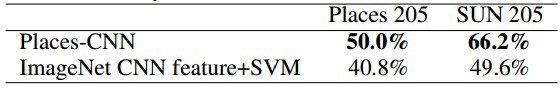 Places 205 SUN 205
Places-CNN 50.0% 66.2%
ImageNet CNN feature+SVM 40.8% 49.6%